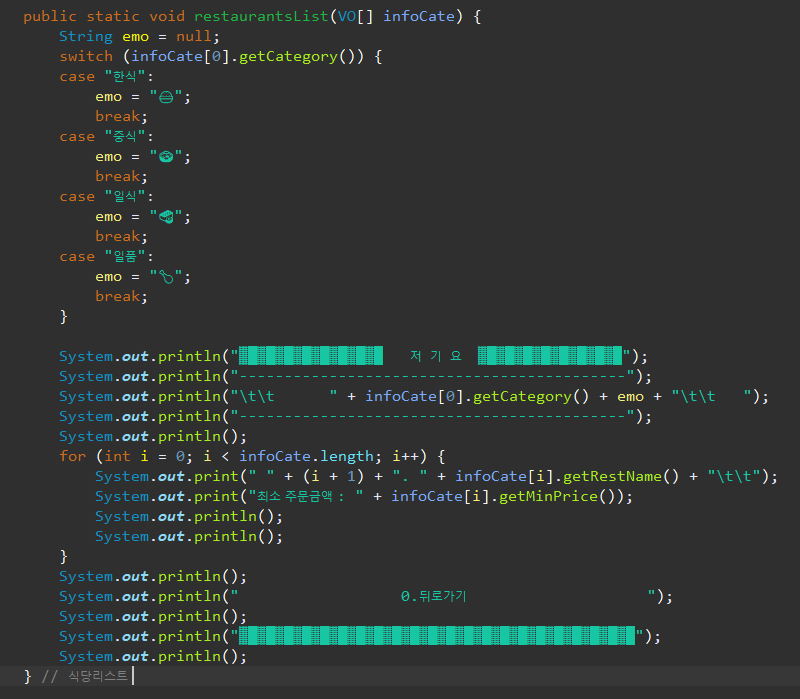 public static void restaurantsList(VO[] infoCate) {
    String emo = null;
    switch (infoCate[0].getCategory()) {
    case "한식":
        emo = "🍚";
        break;
    case "중식":
        emo = "🍜";
        break;
    case "일식":
        emo = "🍣";
        break;
    case "일품":
        emo = "🍗";
        break;
    }

    System.out.println("▓▓▓▓▓▓▓▓▓▓▓▓▓▓▓▓   저 기 요  ▓▓▓▓▓▓▓▓▓▓▓▓▓▓▓▓");
    System.out.println("-------------------------------------------");
    System.out.println("\t\t      " + infoCate[0].getCategory() + emo + "\t\t   ");
    System.out.println("-------------------------------------------");
    System.out.println();
    for (int i = 0; i < infoCate.length; i++) {
        System.out.print(" " + (i + 1) + ". " + infoCate[i].getRestName() + "\t\t");
        System.out.print("최소 주문금액 : " + infoCate[i].getMinPrice());
        System.out.println();
        System.out.println();
    }
    System.out.println();
    System.out.println("                  0.뒤로가기                    ");
    System.out.println();
    System.out.println("▓▓▓▓▓▓▓▓▓▓▓▓▓▓▓▓▓▓▓▓▓▓▓▓▓▓▓▓▓▓▓▓▓▓▓▓▓▓▓▓▓▓▓▓");
    System.out.println();
} // 식당리스트